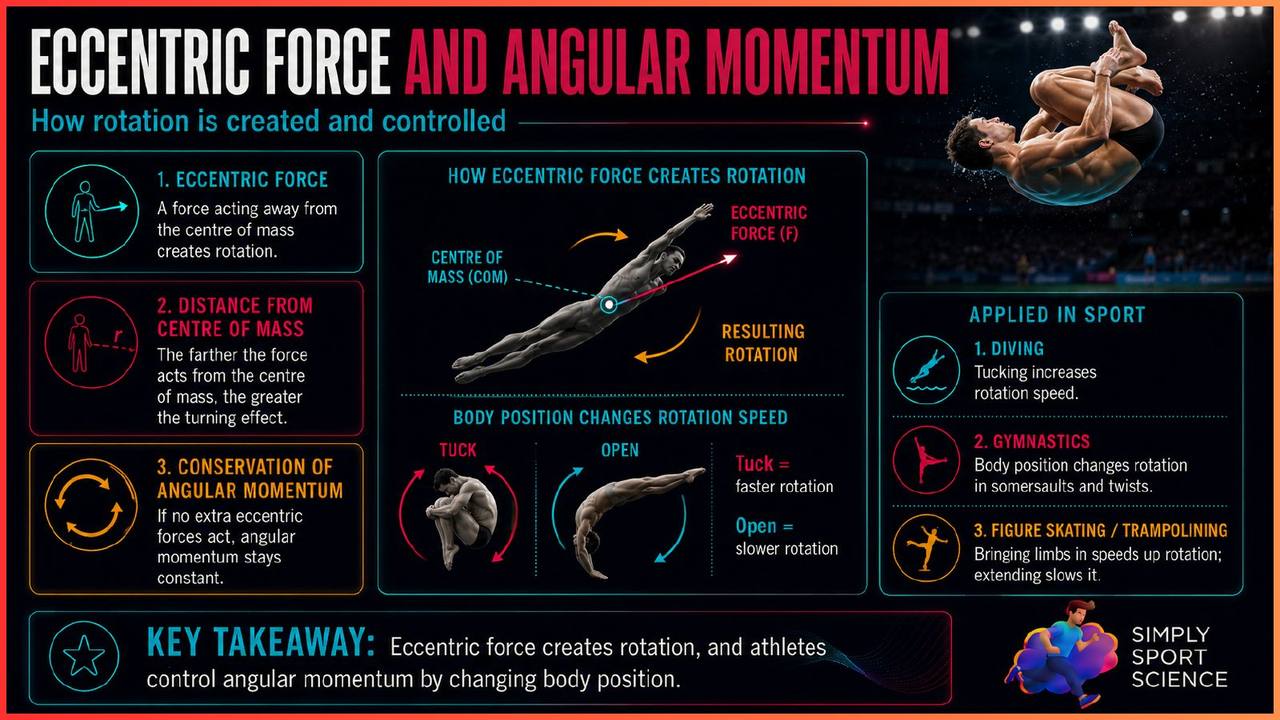 ECCENTRIC FORCE AND ANGULAR MOMENTUM
How rotation is created and controlled
1. ECCENTRIC FORCE
A force acting away from
the centre of mass
creates rotation.
2. DISTANCE FROM
CENTRE OF MASS
r
The farther the force
acts from the centre
of mass, the greater
the turning effect.
3. CONSERVATION OF
ANGULAR MOMENTUM
If no extra eccentric
forces act, angular
momentum stays
constant.
HOW ECCENTRIC FORCE CREATES ROTATION
ECCENTRIC
FORCE (F)
CENTRE OF
MASS (COM)
RESULTING
ROTATION
BODY POSITION CHANGES ROTATION SPEED
TUCK
OPEN
Tuck =
faster rotation
Open =
slower rotation
APPLIED IN SPORT
1. DIVING
Tucking increases
rotation speed.
2. GYMNASTICS
Body position changes rotation
in somersaults and twists.
3. FIGURE SKATING / TRAMPOLINING
Bringing limbs in speeds up rotation;
extending slows it.
KEY TAKEAWAY: Eccentric force creates rotation, and athletes
control angular momentum by changing body position.
SIMPLY
SPORT
SCIENCE